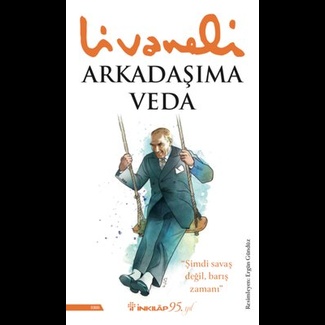 livaneli
ARKADAŞIMA
VEDA
"Şimdi savaş
değil, barış
zamanı"
Resimleyen: Ergün Gündüz
İNKILÂP 95. yıl